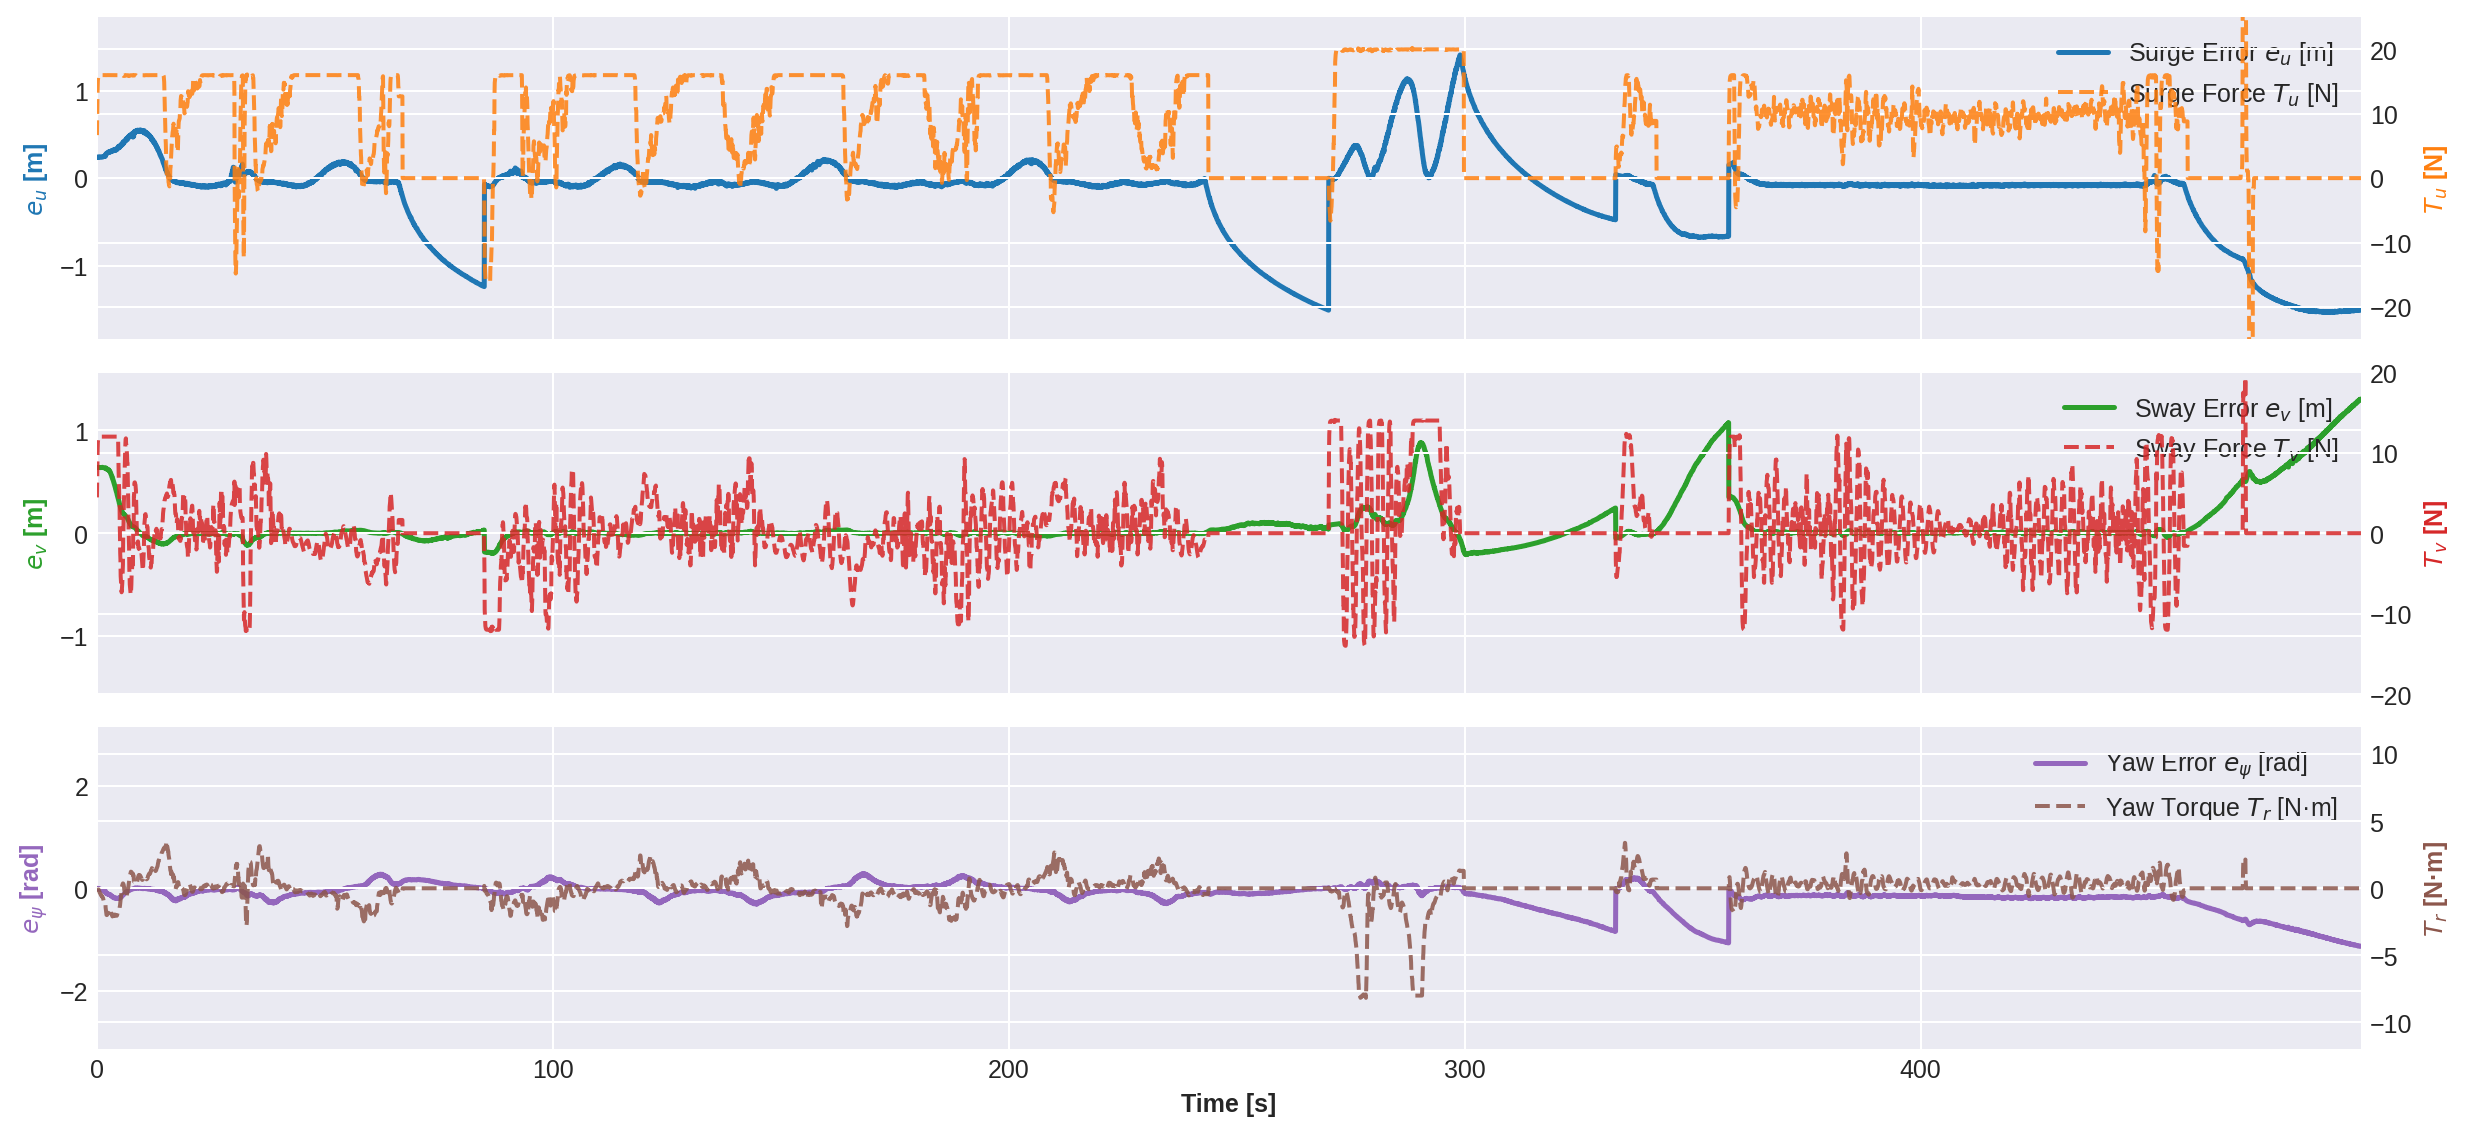 Surge Error e_u [m]
Surge Force T_u [N]
1
0
−1
e_u [m]
20
10
0
−10
−20
T_u [N]
Sway Error e_v [m]
Sway Force T_v [N]
1
0
−1
e_v [m]
20
10
0
−10
−20
T_v [N]
Yaw Error e_ψ [rad]
Yaw Torque T_r [N·m]
2
0
−2
e_ψ [rad]
10
5
0
−5
−10
T_r [N·m]
0 100 200 300 400
Time [s]